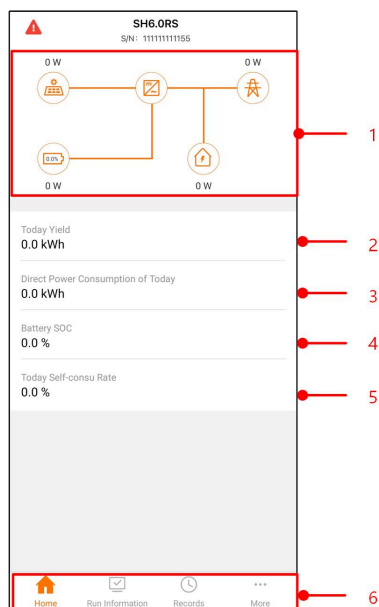 SH6.0RS
S/N: 111111111155
0 W 0 W
0.0%
0 W 0 W
1
Today Yield
0.0 kWh
2
Direct Power Consumption of Today
0.0 kWh
3
Battery SOC
0.0 %
4
Today Self-consu Rate
0.0 %
5
Home Run Information Records More
6